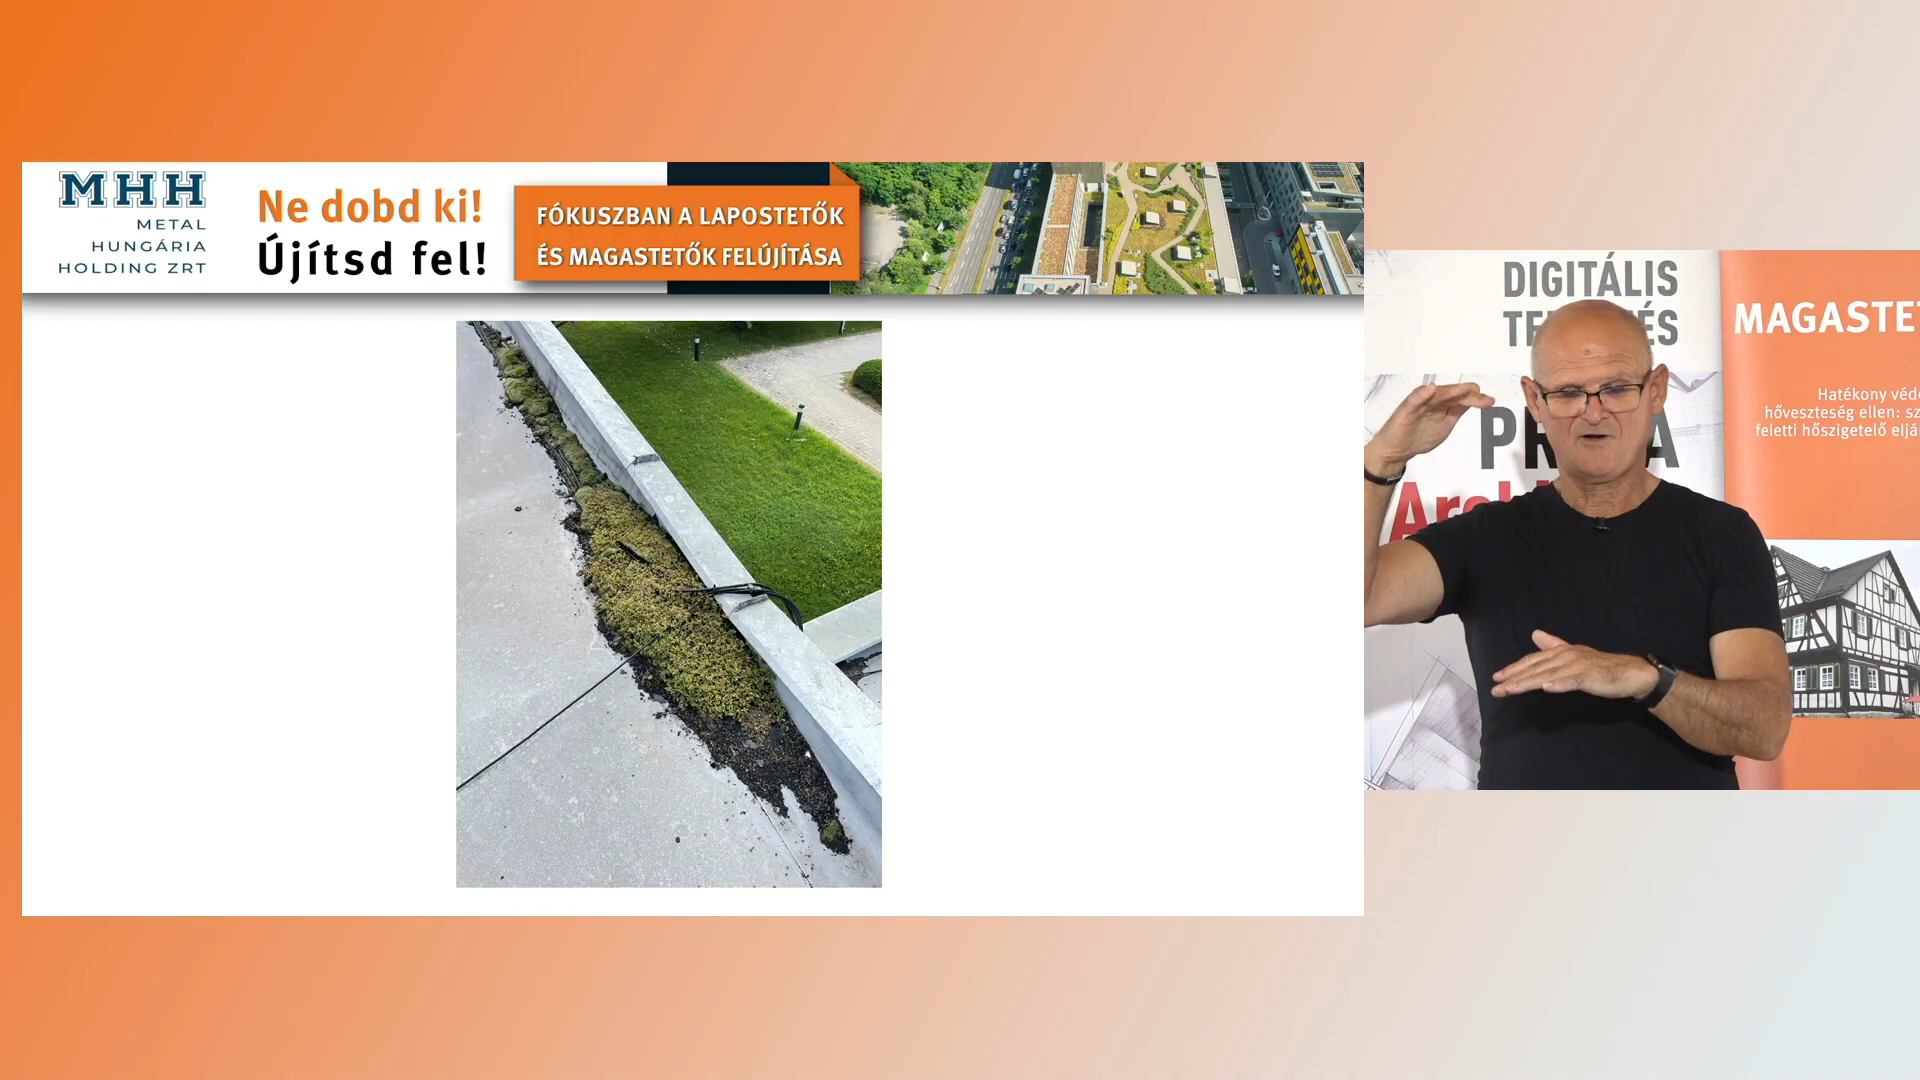 MHH
METAL
HUNGÁRIA
HOLDING ZRT
Ne dobd ki!
Újítsd fel!
FÓKUSZBAN A LAPOSTETŐK
ÉS MAGASTETŐK FELÚJÍTÁSA
DIGITÁLIS
MAGASTE
Hatékony véd
hőveszteség ellen: sz
feletti hőszigetelő eljá